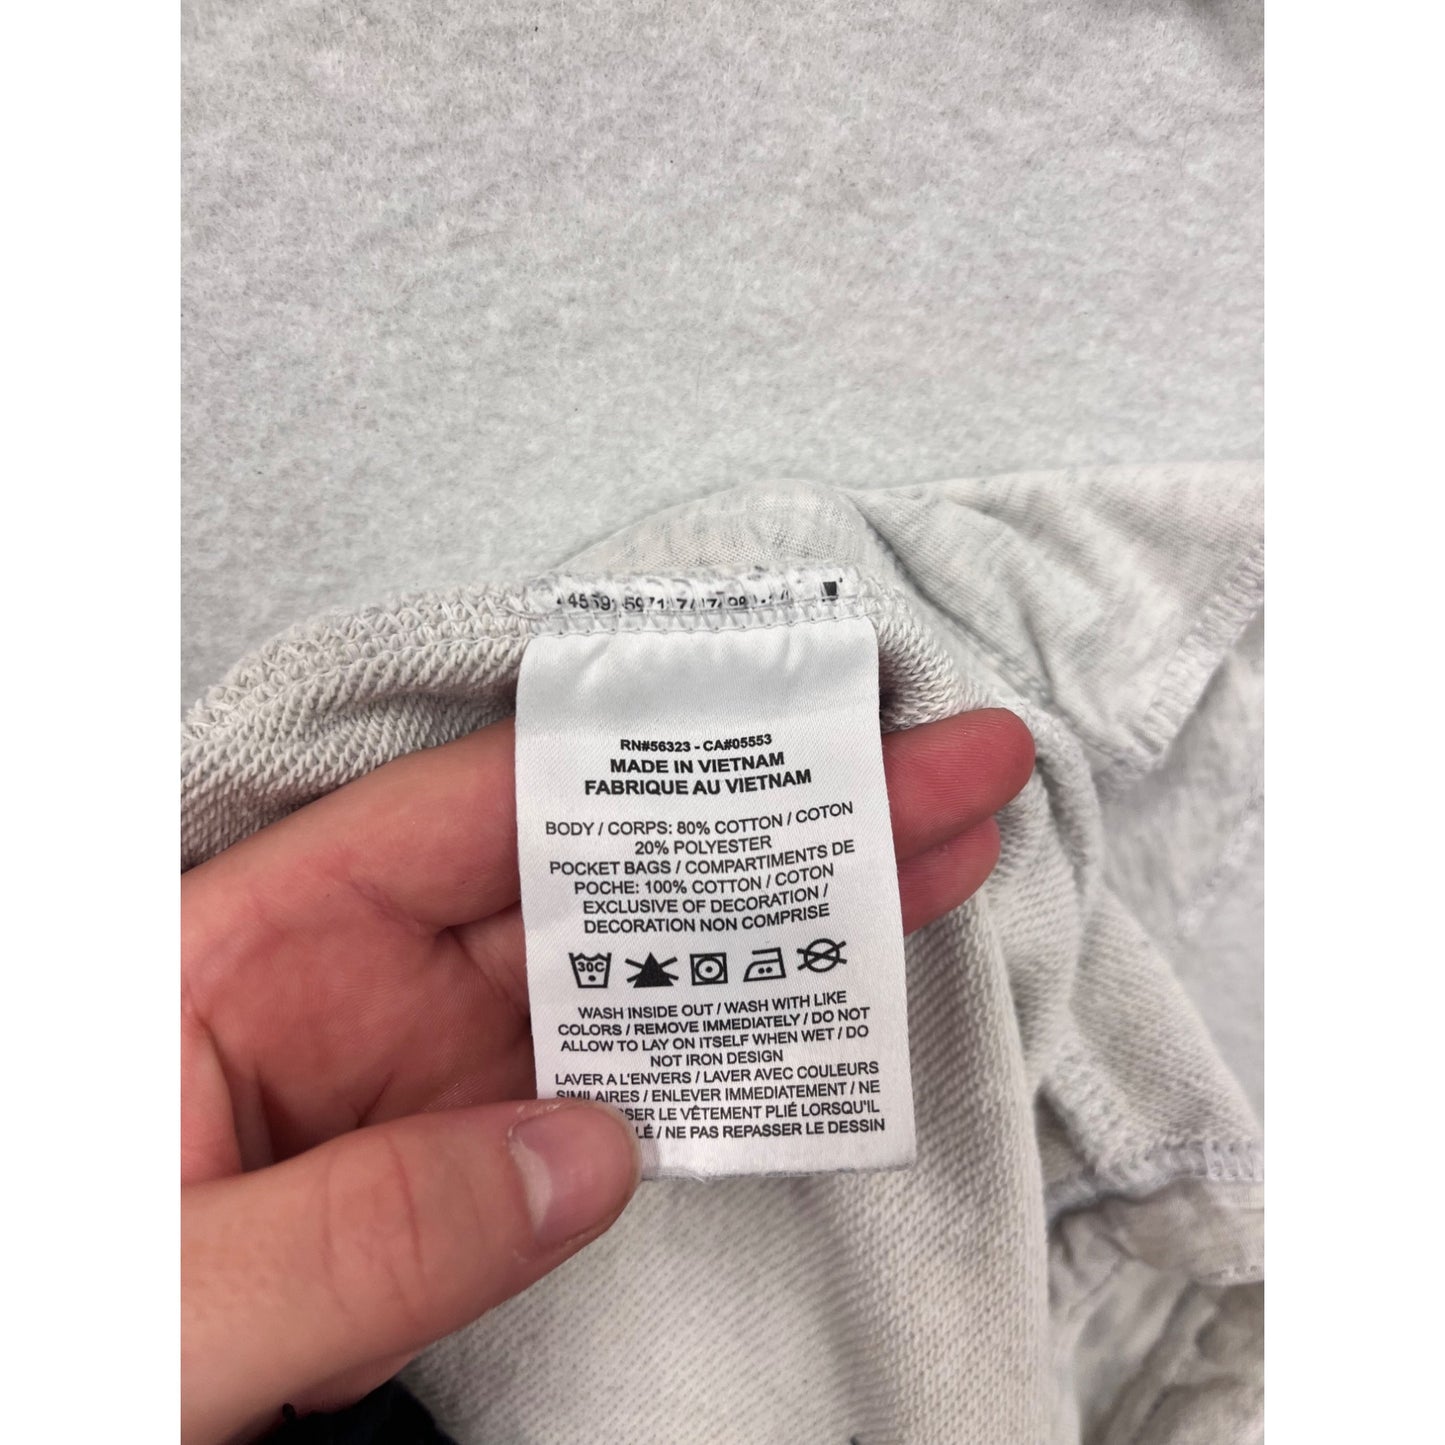 RN#56323 - CA#05553
MADE IN VIETNAM
FABRIQUE AU VIETNAM
BODY / CORPS: 80% COTTON / COTON
20% POLYESTER
POCKET BAGS / COMPARTIMENTS DE
POCHE: 100% COTTON / COTON
EXCLUSIVE OF DECORATION /
DECORATION NON COMPRISE
30C
WASH INSIDE OUT / WASH WITH LIKE
COLORS / REMOVE IMMEDIATELY / DO NOT
ALLOW TO LAY ON ITSELF WHEN WET / DO
NOT IRON DESIGN
LAVER A L'ENVERS / LAVER AVEC COULEURS
SIMILAIRES / ENLEVER IMMEDIATEMENT / NE
LE VÊTEMENT PLIÉ LORSQU'IL
/ NE PAS REPASSER LE DESSIN